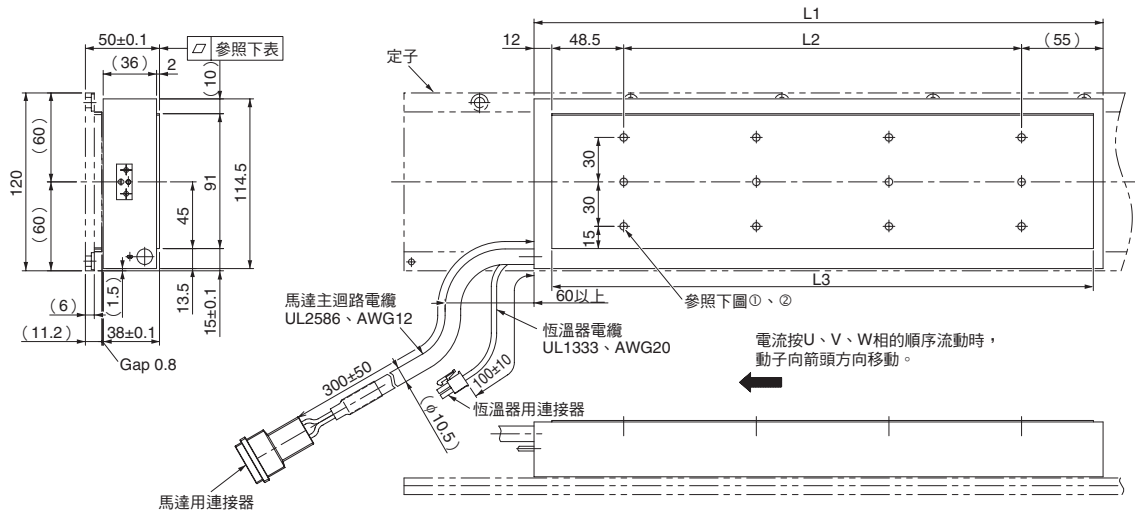 L1
50±0.1
參照下表
(36)
2
(10)
12
48.5
L2
(55)
定子
120
(60)
(60)
91
45
114.5
30
30
15
(6)
(1.5)
13.5
15±0.1
(11.2)
38±0.1
Gap 0.8
60以上
L3
參照下圖①、②
馬達主迴路電纜
UL2586、AWG12
恆溫器電纜
UL1333、AWG20
電流按U、V、W相的順序流動時,
動子向箭頭方向移動。
300±50
100±10
(φ10.5)
恆溫器用連接器
馬達用連接器